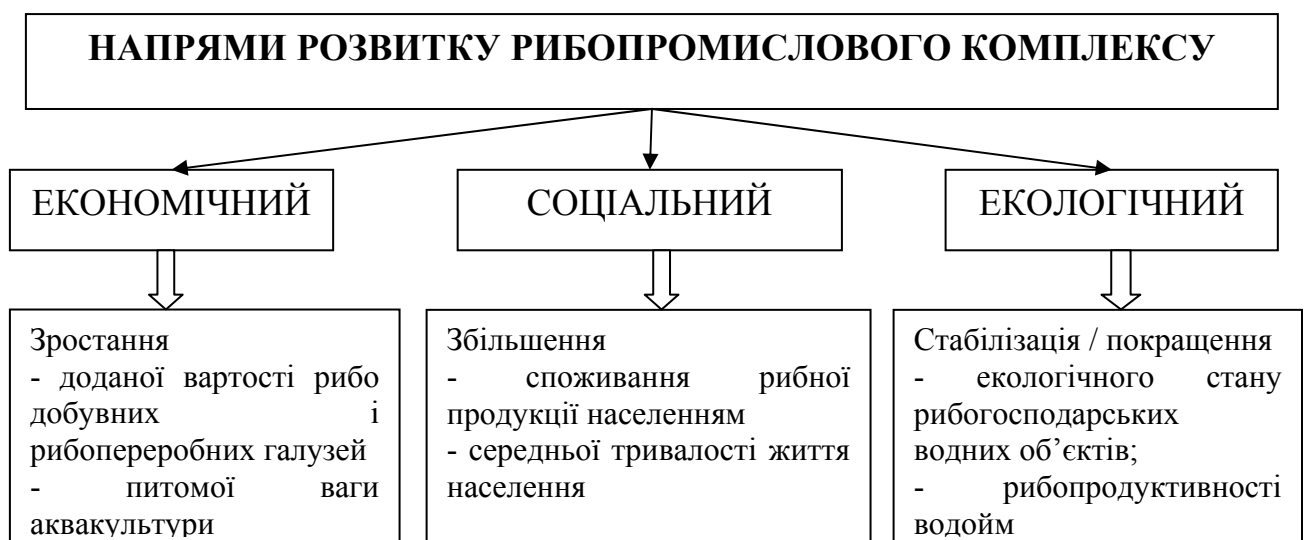 НАПРЯМИ РОЗВИТКУ РИБОПРОМИСЛОВОГО КОМПЛЕКСУ
ЕКОНОМІЧНИЙ
СОЦІАЛЬНИЙ
ЕКОЛОГІЧНИЙ
Зростання
- доданої вартості рибо
добувних і
рибопереробних галузей
- питомої ваги
аквакультури
Збільшення
- споживання рибної
продукції населенням
- середньої тривалості життя
населення
Стабілізація / покращення
- екологічного стану
рибогосподарських
водних об’єктів;
- рибопродуктивності
водойм